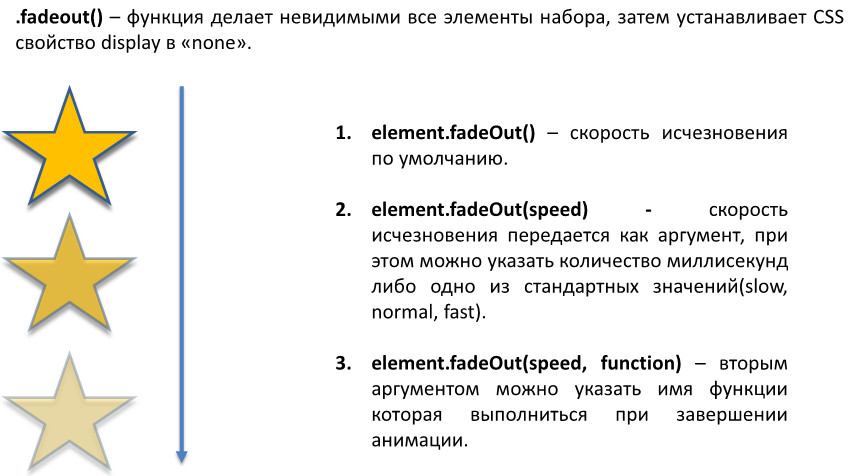 .fadeout() – функция делает невидимыми все элементы набора, затем устанавливает CSS
свойство display в «none».
1. element.fadeOut() – скорость исчезновения
по умолчанию.
2. element.fadeOut(speed) - скорость
исчезновения передается как аргумент, при
этом можно указать количество миллисекунд
либо одно из стандартных значений(slow,
normal, fast).
3. element.fadeOut(speed, function) – вторым
аргументом можно указать имя функции
которая выполниться при завершении
анимации.